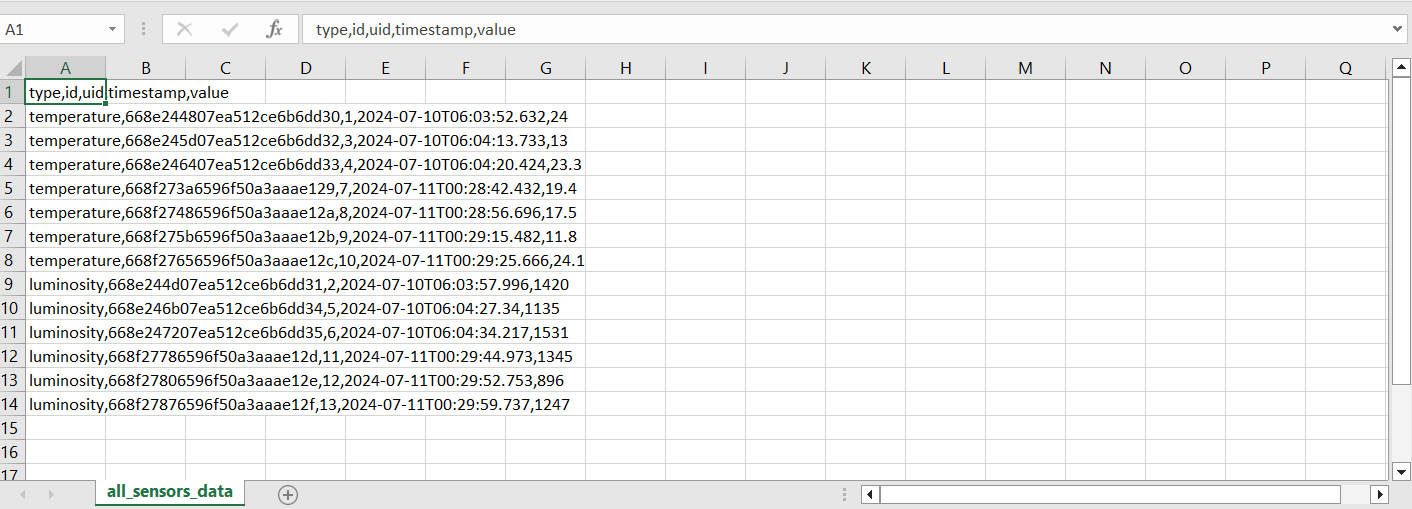 A1
fx
type,id,uid,timestamp,value
A B C D E F G H I J K L M N O P Q
1 type,id,uid,timestamp,value
2 temperature,668e244807ea512ce6b6dd30,1,2024-07-10T06:03:52.632,24
3 temperature,668e245d07ea512ce6b6dd32,3,2024-07-10T06:04:13.733,13
4 temperature,668e246407ea512ce6b6dd33,4,2024-07-10T06:04:20.424,23.3
5 temperature,668f273a6596f50a3aaae129,7,2024-07-11T00:28:42.432,19.4
6 temperature,668f27486596f50a3aaae12a,8,2024-07-11T00:28:56.696,17.5
7 temperature,668f275b6596f50a3aaae12b,9,2024-07-11T00:29:15.482,11.8
8 temperature,668f27656596f50a3aaae12c,10,2024-07-11T00:29:25.666,24.1
9 luminosity,668e244d07ea512ce6b6dd31,2,2024-07-10T06:03:57.996,1420
10 luminosity,668e246b07ea512ce6b6dd34,5,2024-07-10T06:04:27.34,1135
11 luminosity,668e247207ea512ce6b6dd35,6,2024-07-10T06:04:34.217,1531
12 luminosity,668f27786596f50a3aaae12d,11,2024-07-11T00:29:44.973,1345
13 luminosity,668f27806596f50a3aaae12e,12,2024-07-11T00:29:52.753,896
14 luminosity,668f27876596f50a3aaae12f,13,2024-07-11T00:29:59.737,1247
15
16
17
all_sensors_data